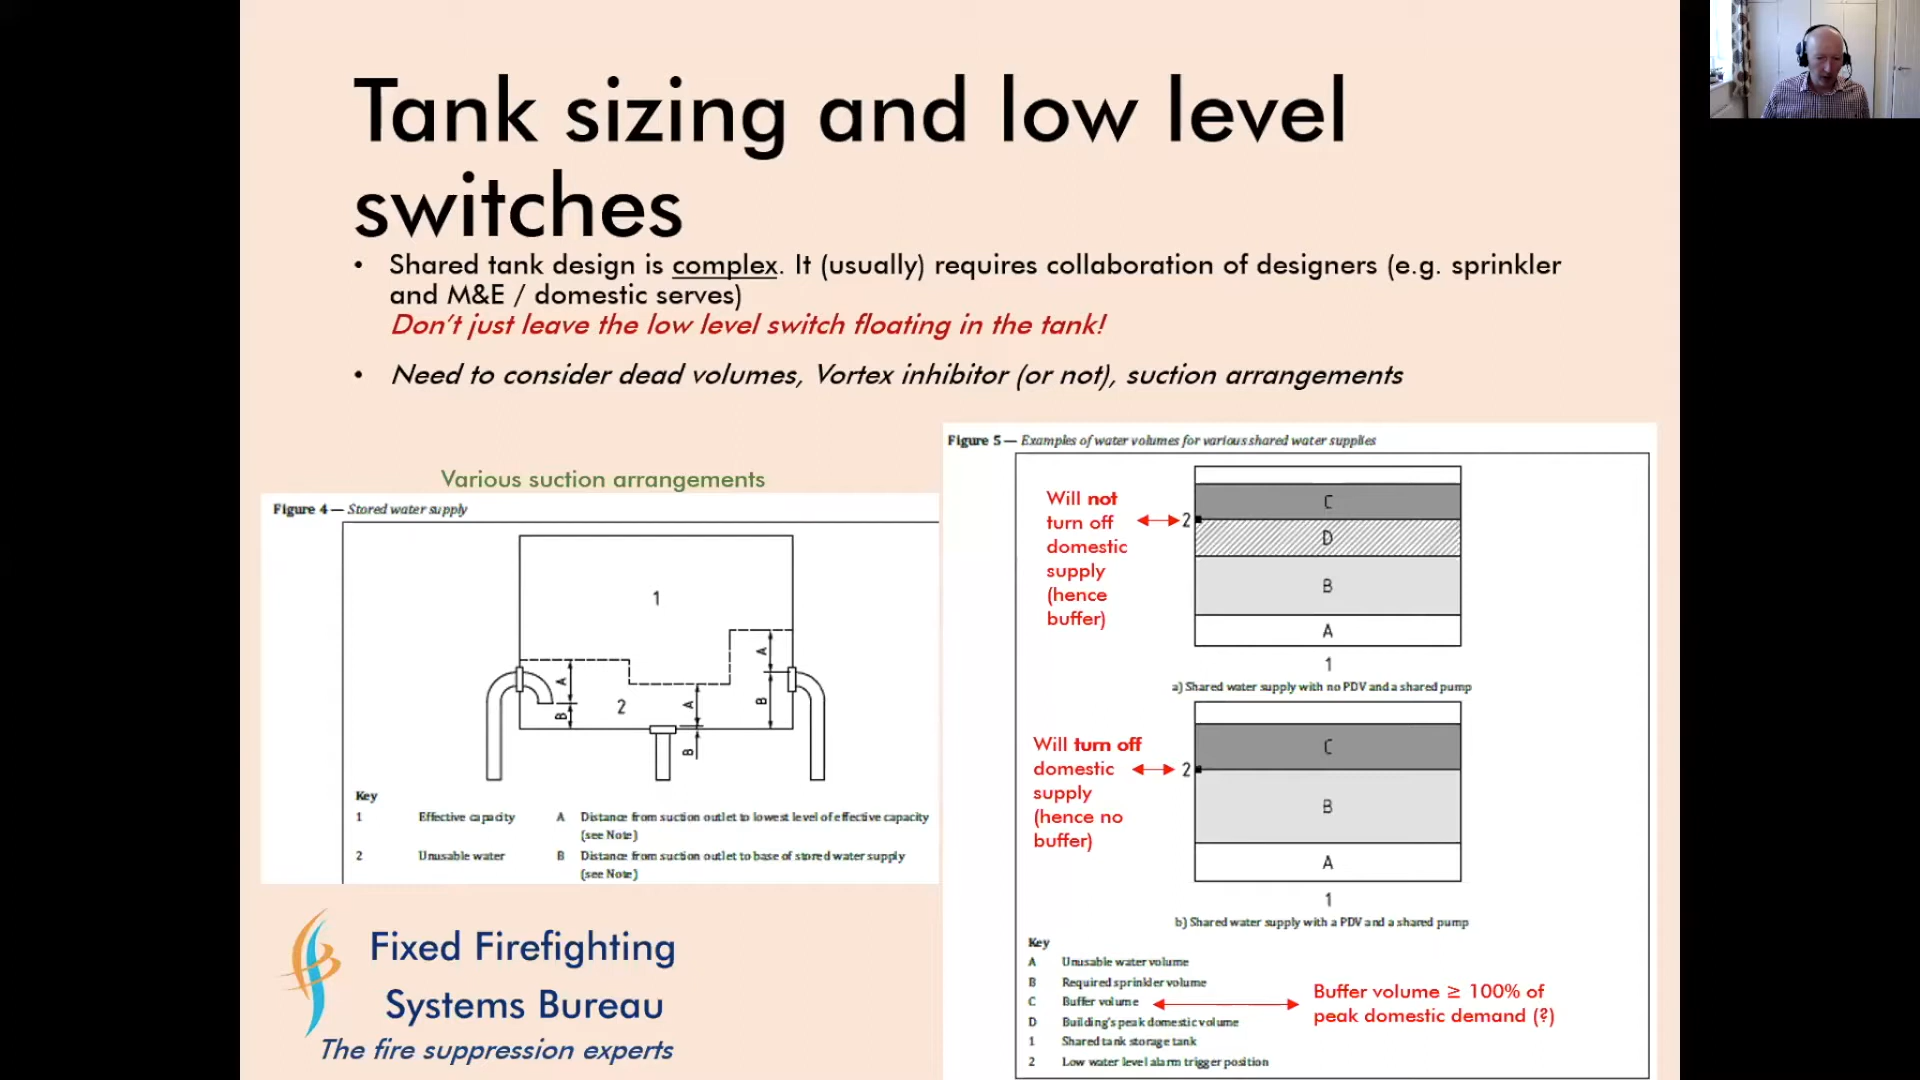 Tank sizing and low level
switches
• Shared tank design is complex. It (usually) requires collaboration of designers (e.g. sprinkler
and M&E / domestic serves)
Don't just leave the low level switch floating in the tank!
• Need to consider dead volumes, Vortex inhibitor (or not), suction arrangements
Various suction arrangements
Figure 4 — Stored water supply
1
A
B
2
A
B
A
B
Key
1 Effective capacity A Distance from suction outlet to lowest level of effective capacity
(see Note)
2 Unusable water B Distance from suction outlet to base of stored water supply
(see Note)
Fixed Firefighting
Systems Bureau
The fire suppression experts
Figure 5 — Examples of water volumes for various shared water supplies
Will not
turn off
domestic
supply
(hence
buffer)
2
C
D
B
A
1
a) Shared water supply with no PDV and a shared pump
Will turn off
domestic
supply
(hence no
buffer)
2
C
B
A
1
b) Shared water supply with a PDV and a shared pump
Key
A Unusable water volume
B Required sprinkler volume
C Buffer volume
D Building's peak domestic volume
1 Shared tank storage tank
2 Low water level alarm trigger position
Buffer volume ≥ 100% of
peak domestic demand (?)